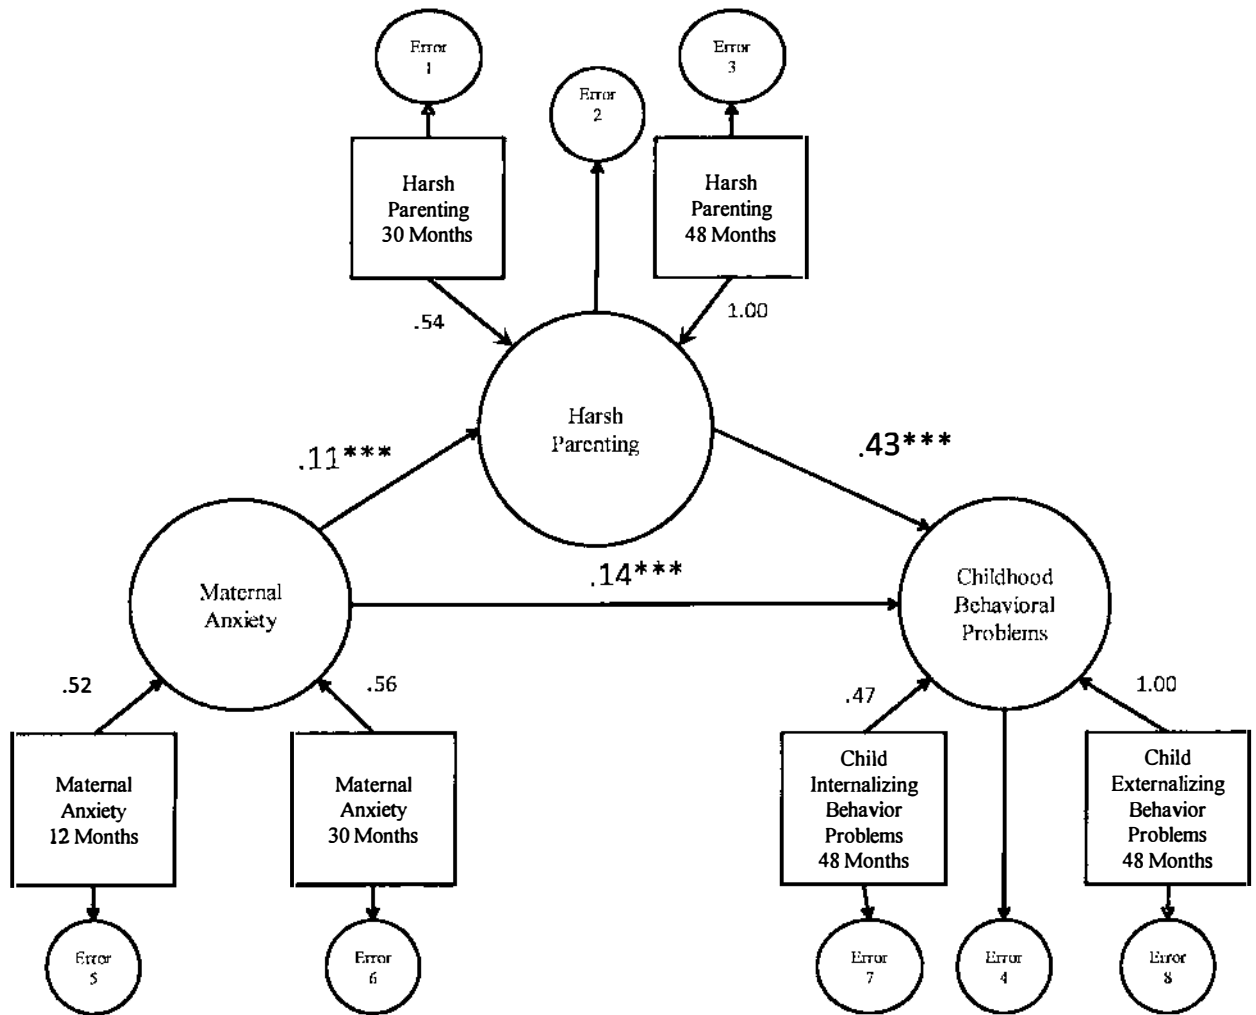 Error
1
Error
2
Error
3
Harsh
Parenting
30 Months
Harsh
Parenting
48 Months
.54
1.00
Harsh
Parenting
.11***
.43***
.14***
Maternal
Anxiety
Childhood
Behavioral
Problems
.52
.56
.47
1.00
Maternal
Anxiety
12 Months
Maternal
Anxiety
30 Months
Child
Internalizing
Behavior
Problems
48 Months
Child
Externalizing
Behavior
Problems
48 Months
Error
5
Error
6
Error
7
Error
4
Error
8